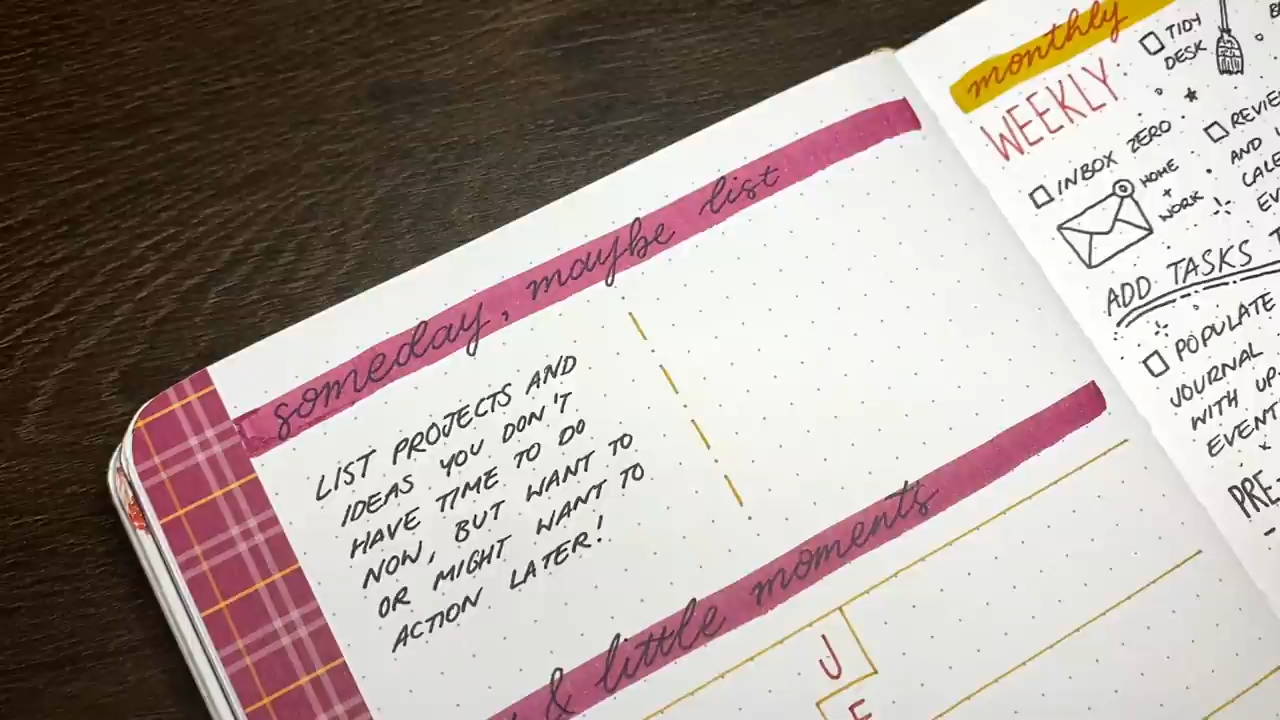 someday, maybe list
LIST PROJECTS AND
IDEAS YOU DON'T
HAVE TIME TO DO
NOW, BUT WANT TO
OR MIGHT WANT TO
ACTION LATER!
& little moments
J
monthly
WEEKLY
TIDY
DESK
INBOX ZERO
HOME
+
WORK
AND
ADD TASKS
POPULATE
JOURNAL
WITH UP-
EVENT
PRE-